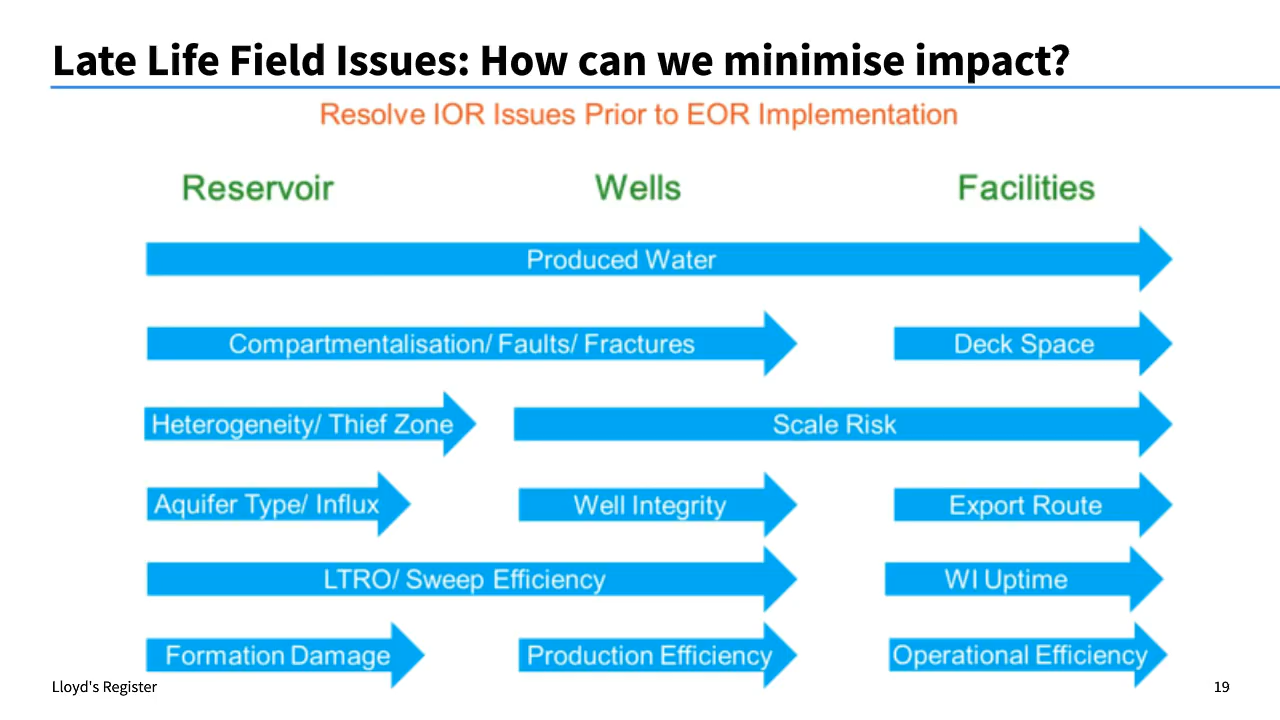 Late Life Field Issues: How can we minimise impact?
Resolve IOR Issues Prior to EOR Implementation
Reservoir
Wells
Facilities
Produced Water
Compartmentalisation/ Faults/ Fractures
Deck Space
Heterogeneity/ Thief Zone
Scale Risk
Aquifer Type/ Influx
Well Integrity
Export Route
LTRO/ Sweep Efficiency
WI Uptime
Formation Damage
Production Efficiency
Operational Efficiency
Lloyd's Register
19